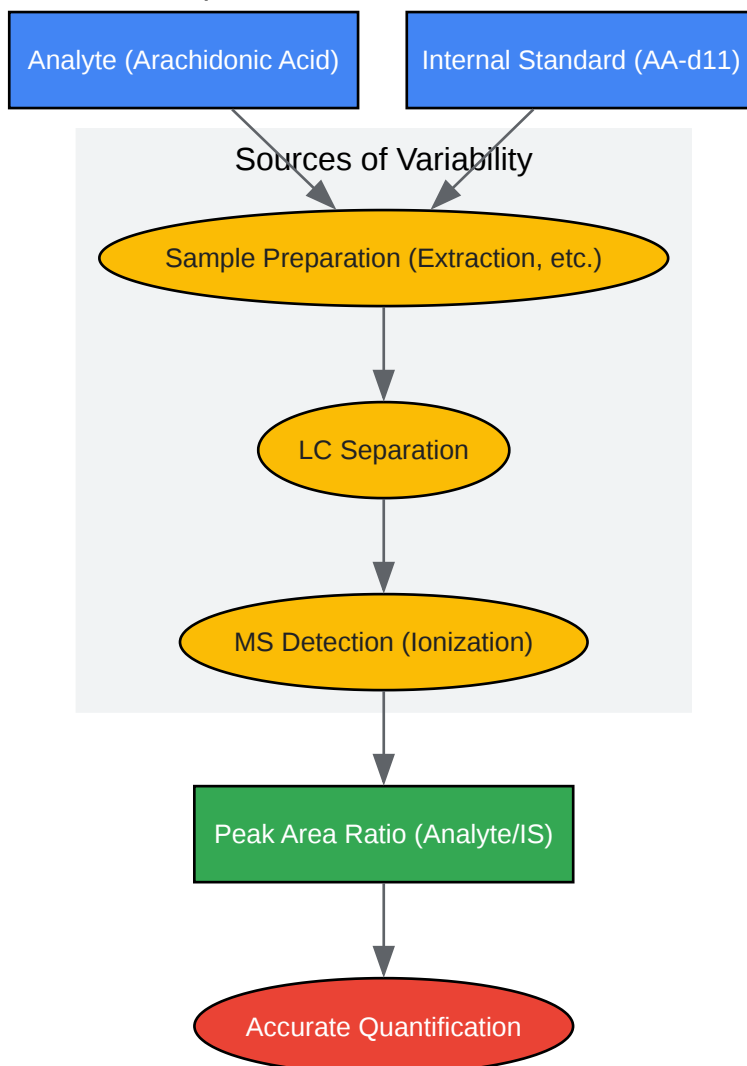 Analyte (Arachidonic Acid)
Internal Standard (AA-d11)
Sources of Variability
Sample Preparation (Extraction, etc.)
LC Separation
MS Detection (Ionization)
Peak Area Ratio (Analyte/IS)
Accurate Quantification